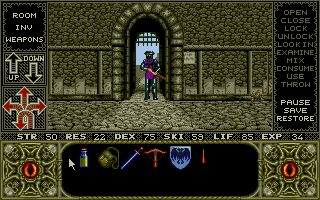 ROOM
INV
WEAPONS
UP
DOWN
OPEN
CLOSE
LOCK
UNLOCK
LOOK IN
EXAMINE
MIX
CONSUME
USE
THROW
PAUSE
SAVE
RESTORE
STR 50 RES 22 DEX 75 SKI 59 LIF 85 EXP 34